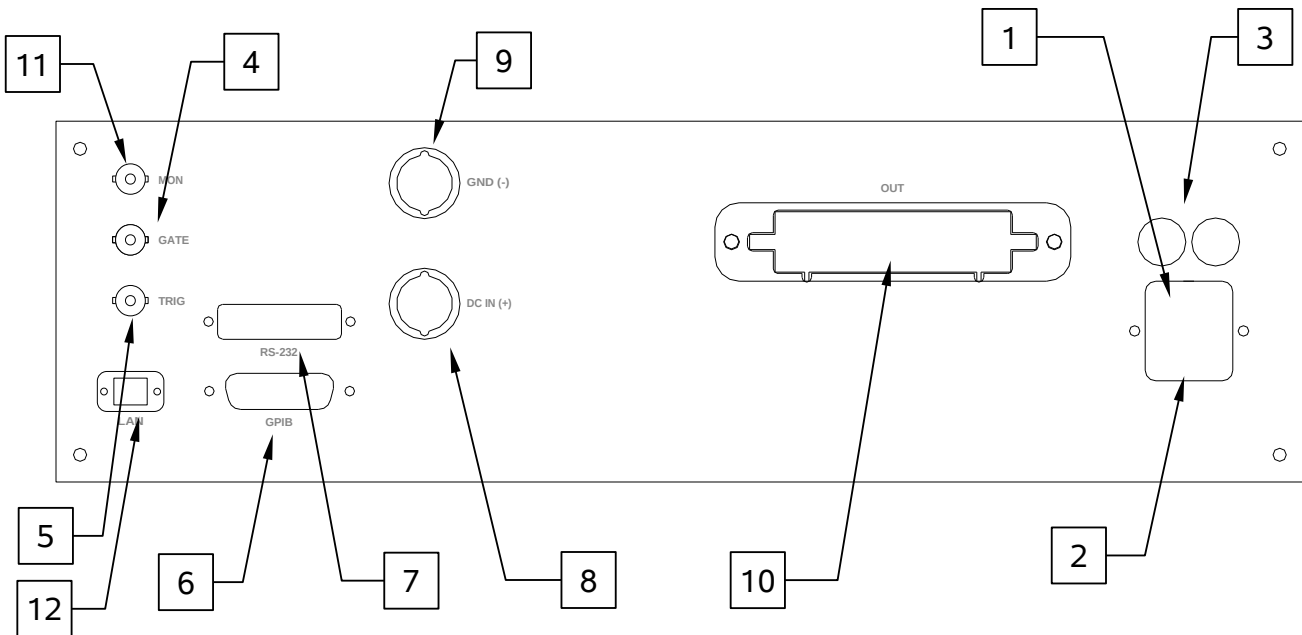 1
3
11
4
9
MON
GND (-)
OUT
GATE
TRIG
DC IN (+)
RS-232
LAN
GPIB
5
6
7
8
10
2
12